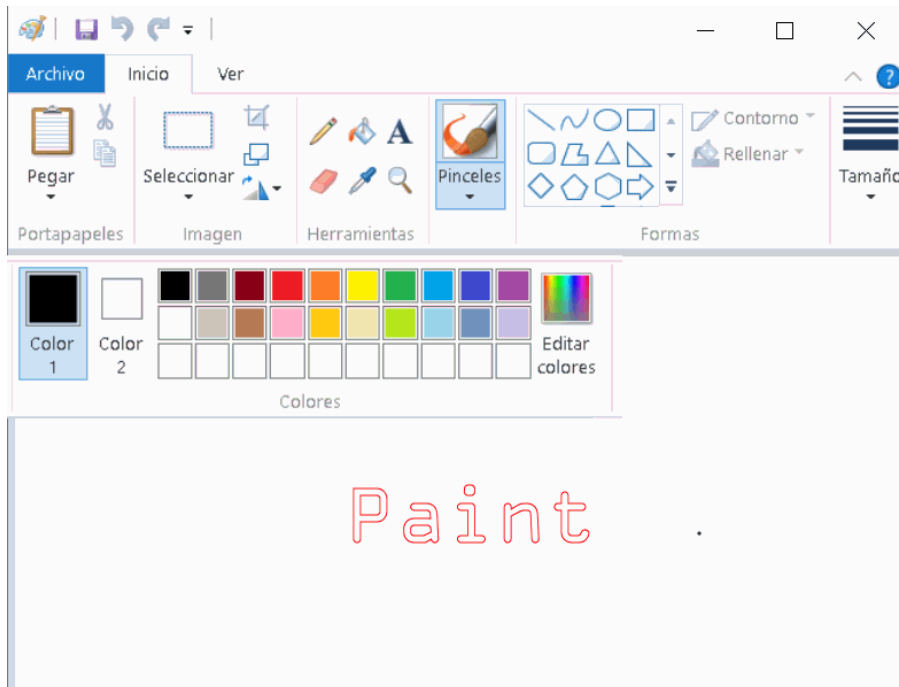 Archivo Inicio Ver ?
Pegar Seleccionar A Pinceles Contorno Rellenar Tamaño
Portapapeles Imagen Herramientas Formas
Color 1 Color 2 Editar colores
Colores
Paint